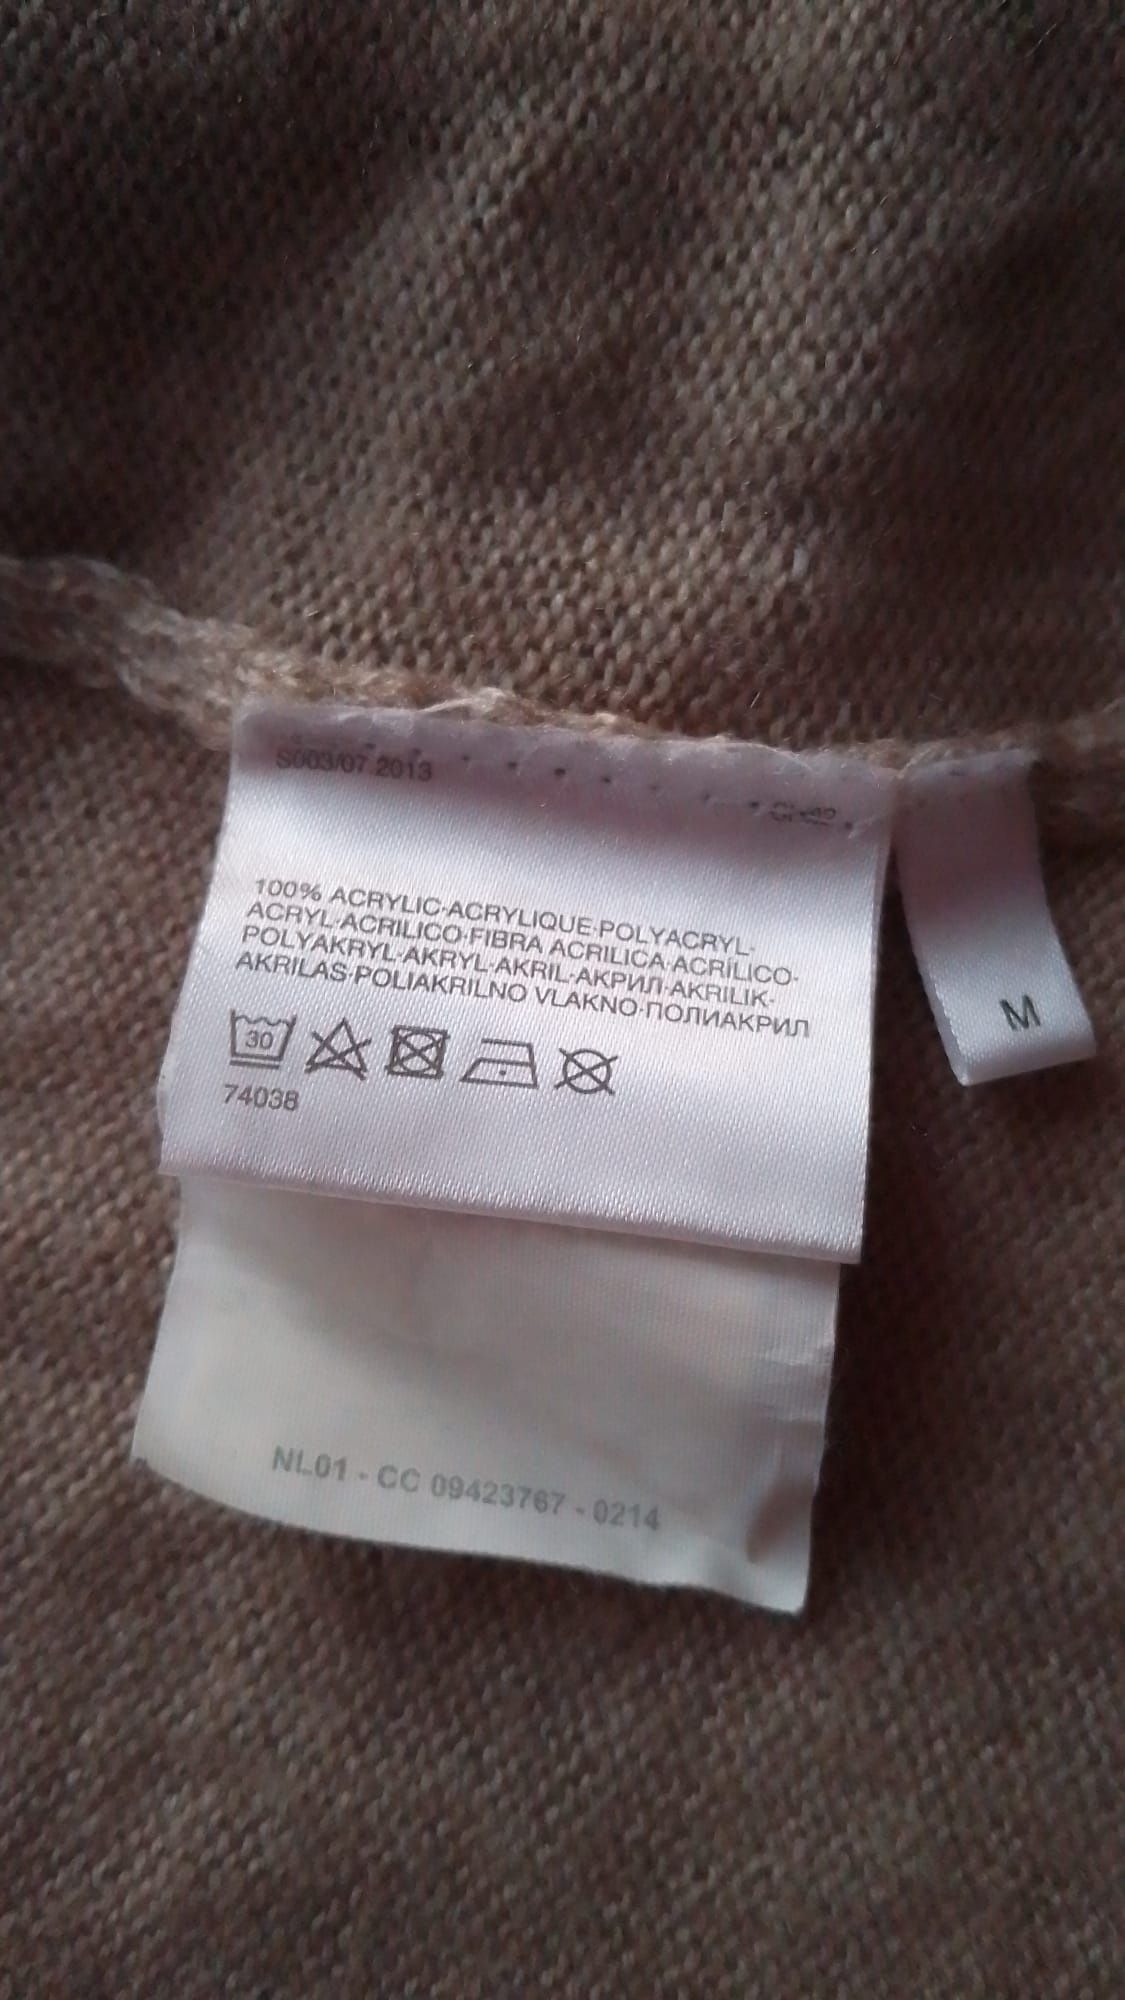 S003/07.2013
100% ACRYLIC·ACRYLIQUE·POLYACRYL·
ACRYL·ACRILICO·FIBRA ACRILICA·ACRÍLICO·
POLYAKRYL·AKRYL·AKRIL·АКРИЛ·AKRILIK·
AKRILAS·POLIAKRILNO VLAKNO·ПОЛИАКРИЛ
30
74038
M
NL01 - CC 09423767 - 0214